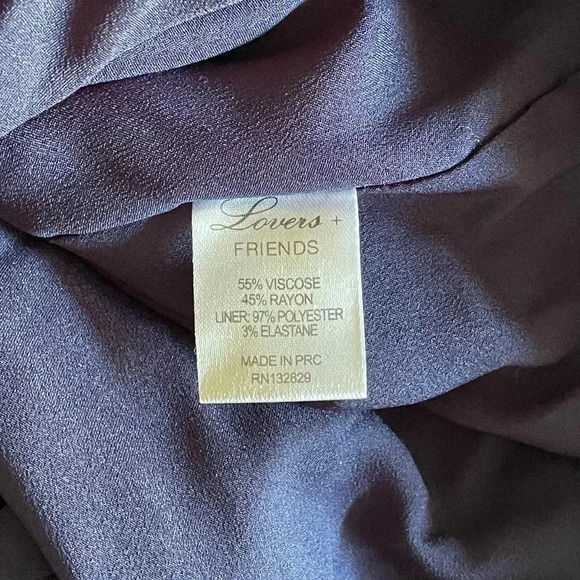 Lovers +
FRIENDS
55% VISCOSE
45% RAYON
LINER: 97% POLYESTER
3% ELASTANE
MADE IN PRC
RN132829